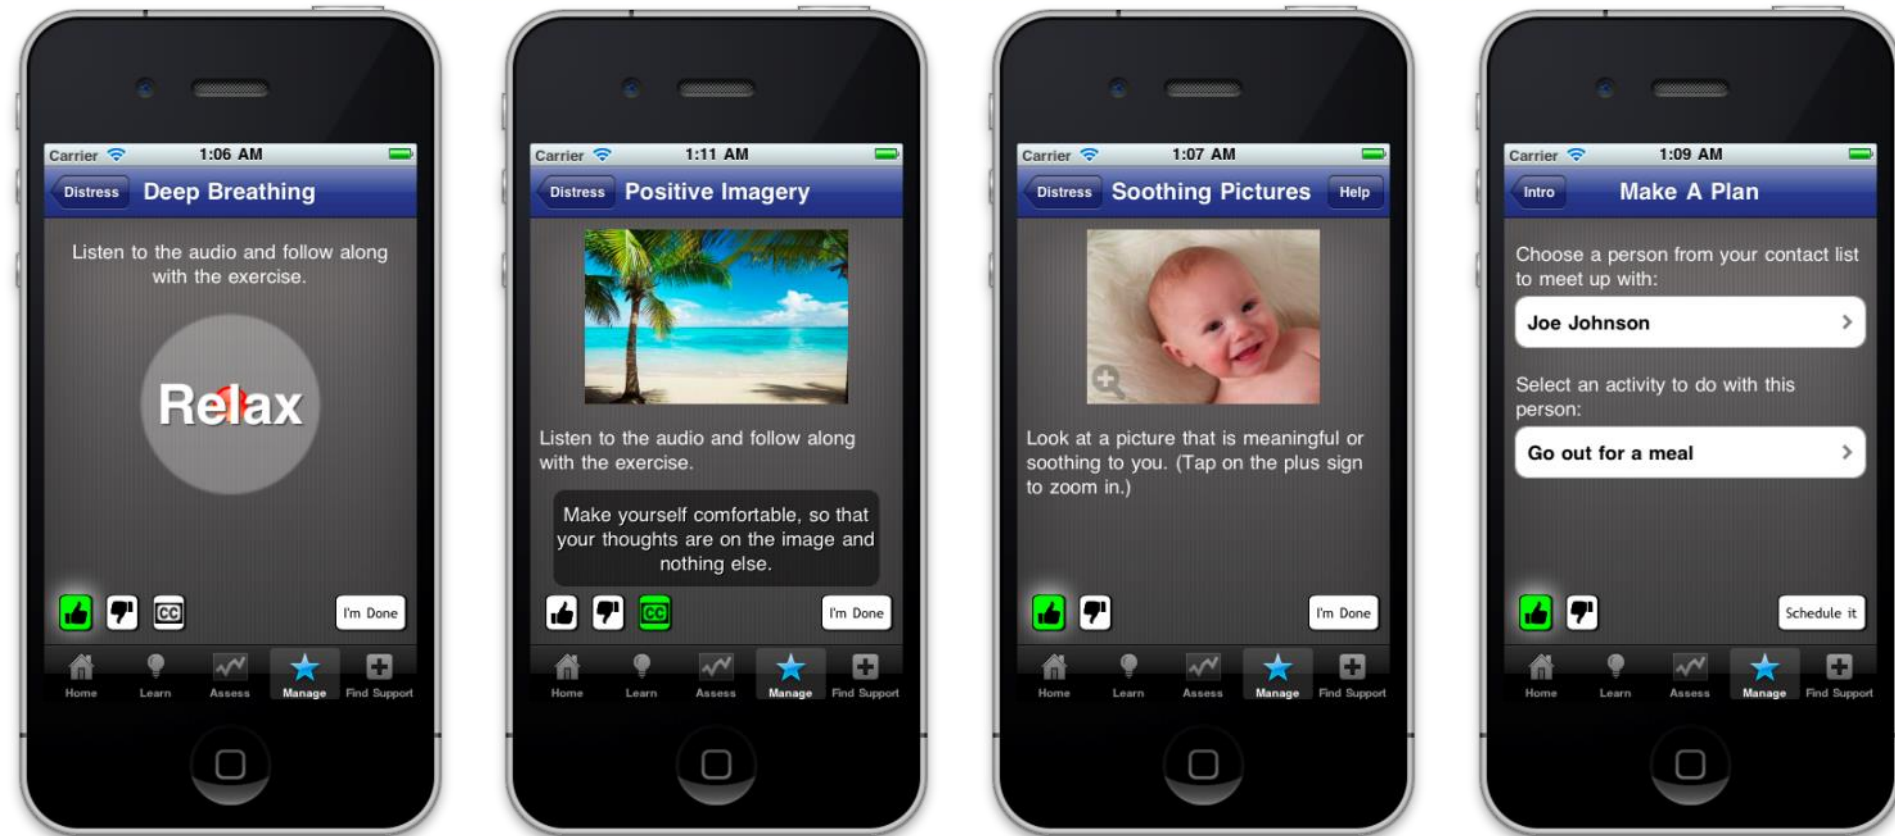 Carrier 1:06 AM
Distress Deep Breathing
Listen to the audio and follow along
with the exercise.
Relax
CC I'm Done
Home Learn Assess Manage Find Support
Carrier 1:11 AM
Distress Positive Imagery
Listen to the audio and follow along
with the exercise.
Make yourself comfortable, so that
your thoughts are on the image and
nothing else.
CC I'm Done
Home Learn Assess Manage Find Support
Carrier 1:07 AM
Distress Soothing Pictures Help
Look at a picture that is meaningful or
soothing to you. (Tap on the plus sign
to zoom in.)
I'm Done
Home Learn Assess Manage Find Support
Carrier 1:09 AM
Intro Make A Plan
Choose a person from your contact list
to meet up with:
Joe Johnson
Select an activity to do with this
person:
Go out for a meal
Schedule it
Home Learn Assess Manage Find Support